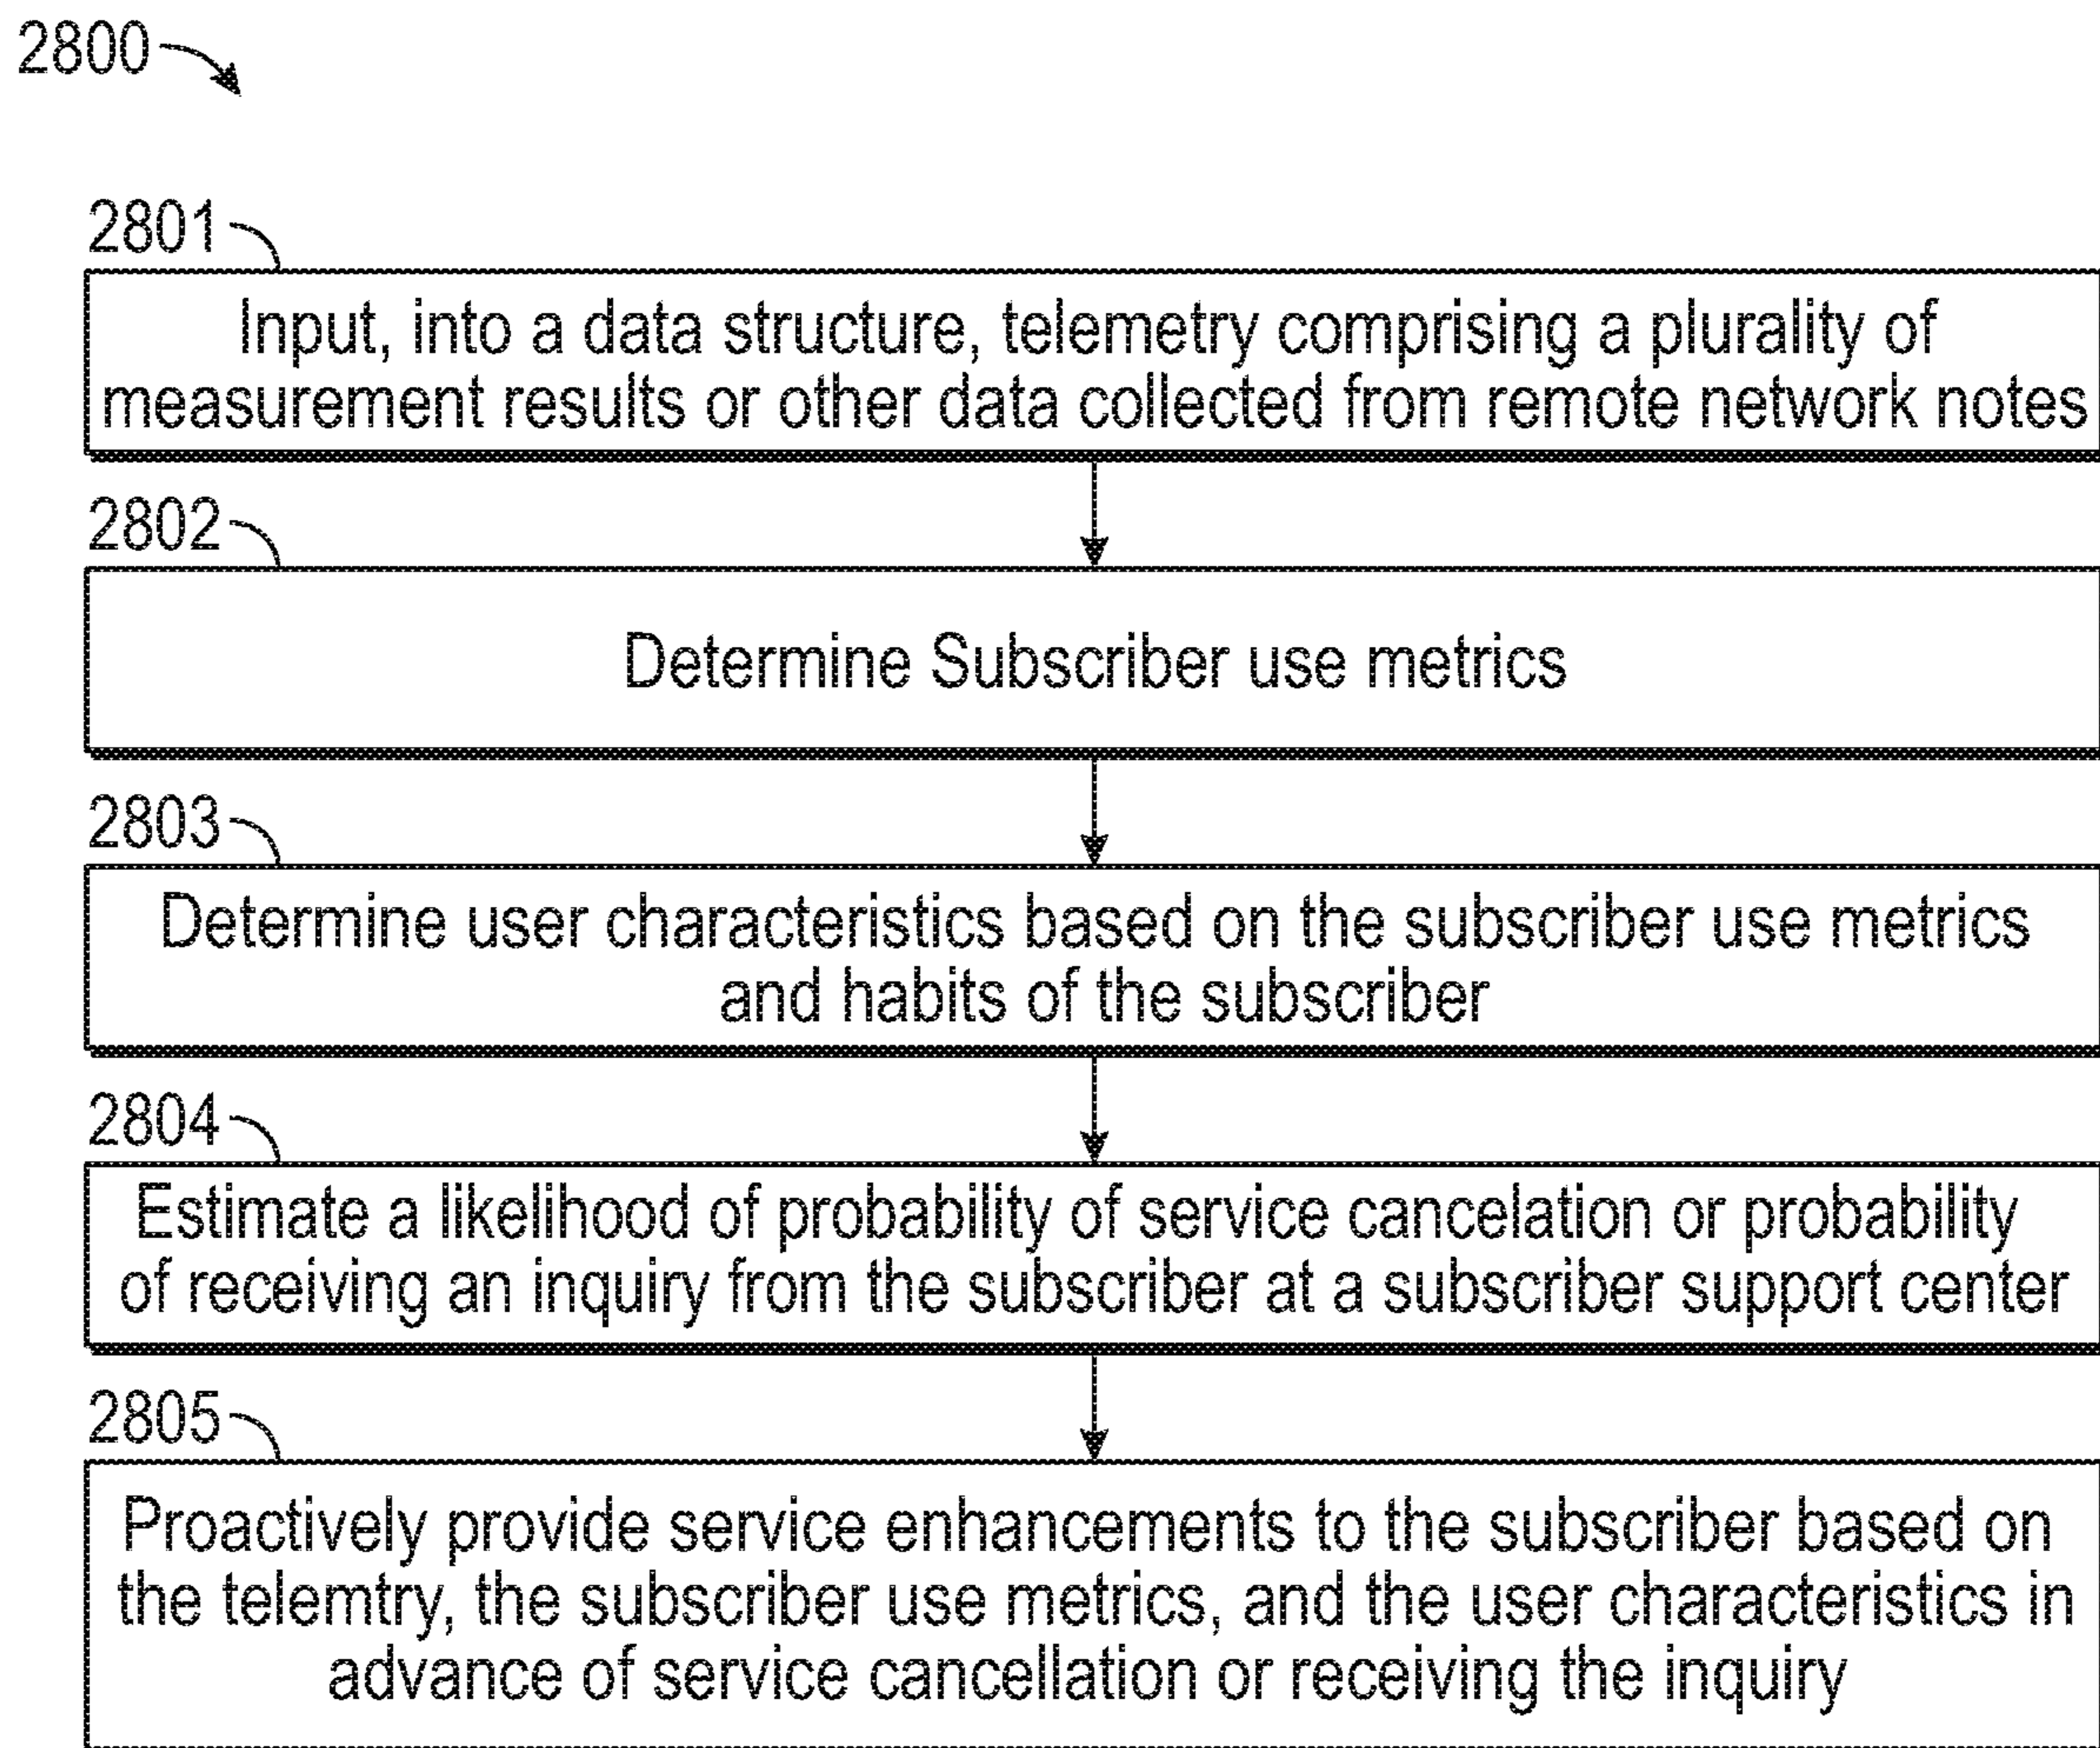 2800
2801
Input, into a data structure, telemetry comprising a plurality of
measurement results or other data collected from remote network notes
2802
Determine Subscriber use metrics
2803
Determine user characteristics based on the subscriber use metrics
and habits of the subscriber
2804
Estimate a likelihood of probability of service cancelation or probability
of receiving an inquiry from the subscriber at a subscriber support center
2805
Proactively provide service enhancements to the subscriber based on
the telemtry, the subscriber use metrics, and the user characteristics in
advance of service cancellation or receiving the inquiry